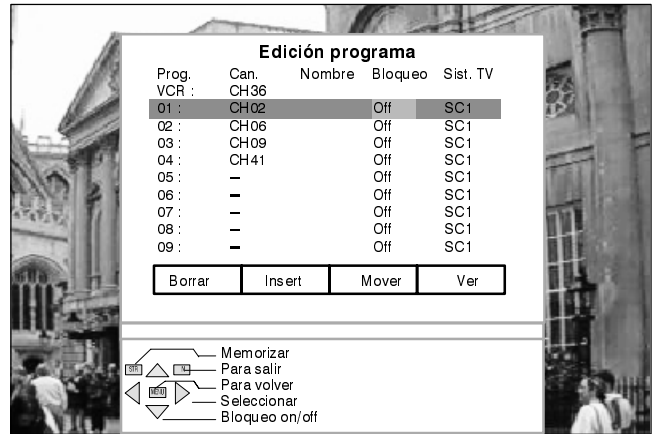 Edición programa
Prog. Can. Nombre Bloqueo Sist. TV
VCR : CH36
01 : CH02 Off SC1
02 : CH06 Off SC1
03 : CH09 Off SC1
04 : CH41 Off SC1
05 : – Off SC1
06 : – Off SC1
07 : – Off SC1
08 : – Off SC1
09 : – Off SC1
Borrar Insert Mover Ver
Memorizar
STR N Para salir
MENU Para volver
Seleccionar
Bloqueo on/off